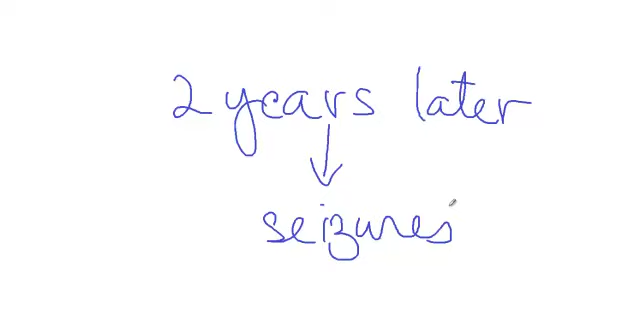 2 years later
↓
seizures